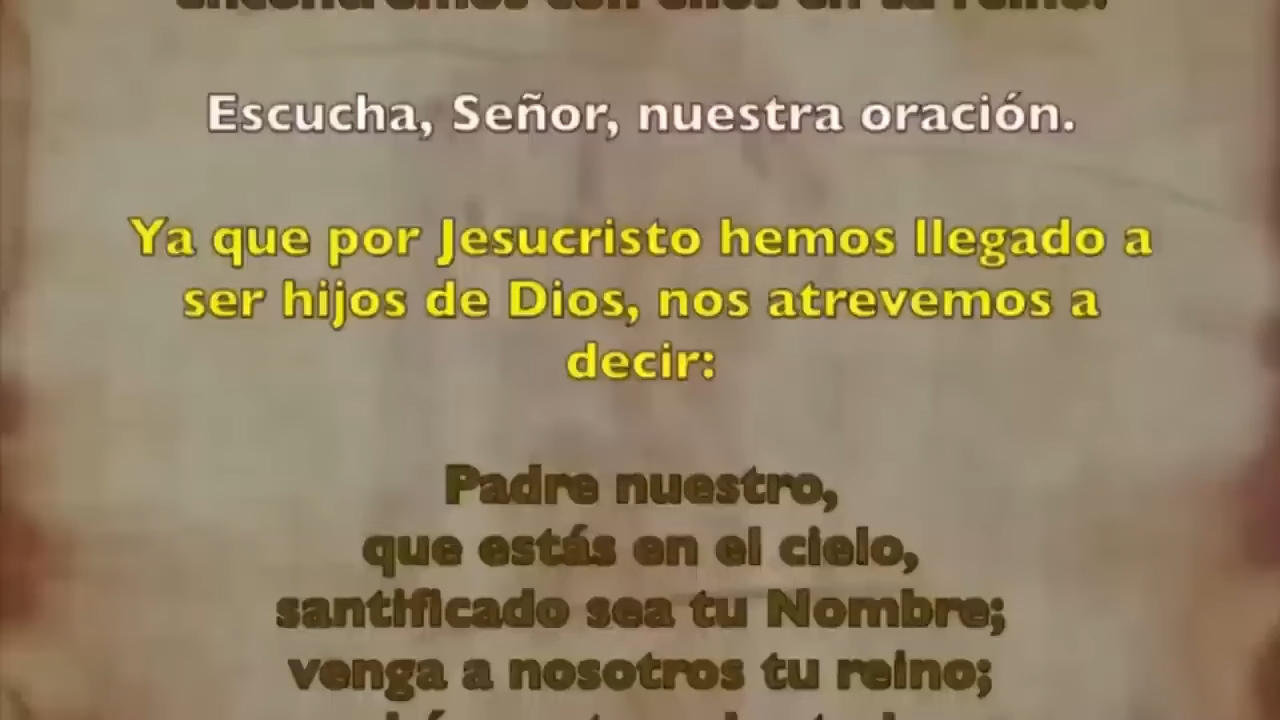 Escucha, Señor, nuestra oración.
Ya que por Jesucristo hemos llegado a
ser hijos de Dios, nos atrevemos a
decir:
Padre nuestro,
que estás en el cielo,
santificado sea tu Nombre;
venga a nosotros tu reino;